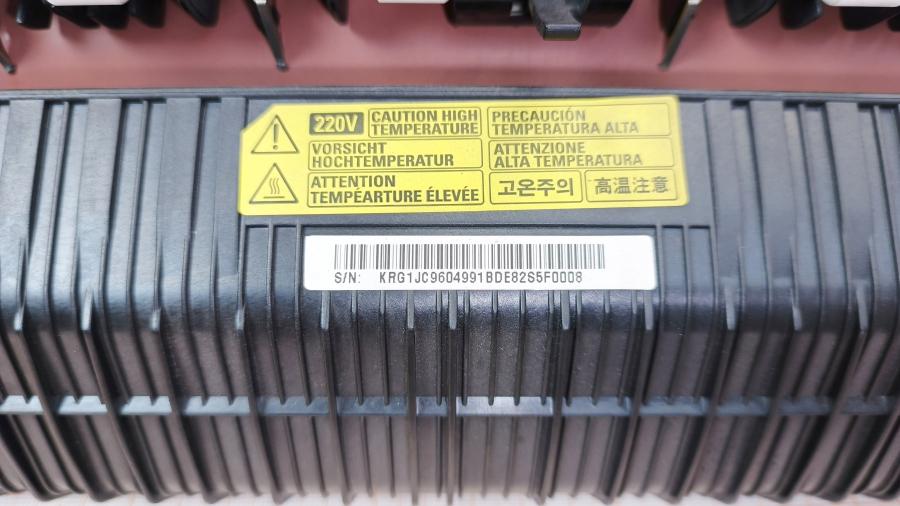 220V CAUTION HIGH TEMPERATURE
PRECAUCIÓN
TEMPERATURA ALTA
VORSICHT
HOCHTEMPERATUR
ATTENZIONE
ALTA TEMPERATURA
ATTENTION
TEMPÉARTURE ÉLEVÉE
고온주의
高温注意
S/N: KRG1JC9604991BDE82S5F0008